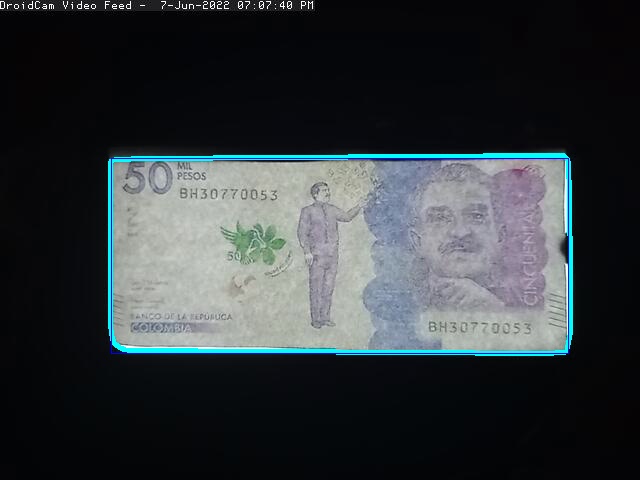 DroidCam Video Feed - 7-Jun-2022 07:07:40 PM
50 MIL
PESOS
BH30770053
50
BANCO DE LA REPÚBLICA
COLOMBIA
CINCUENTA
BH30770053